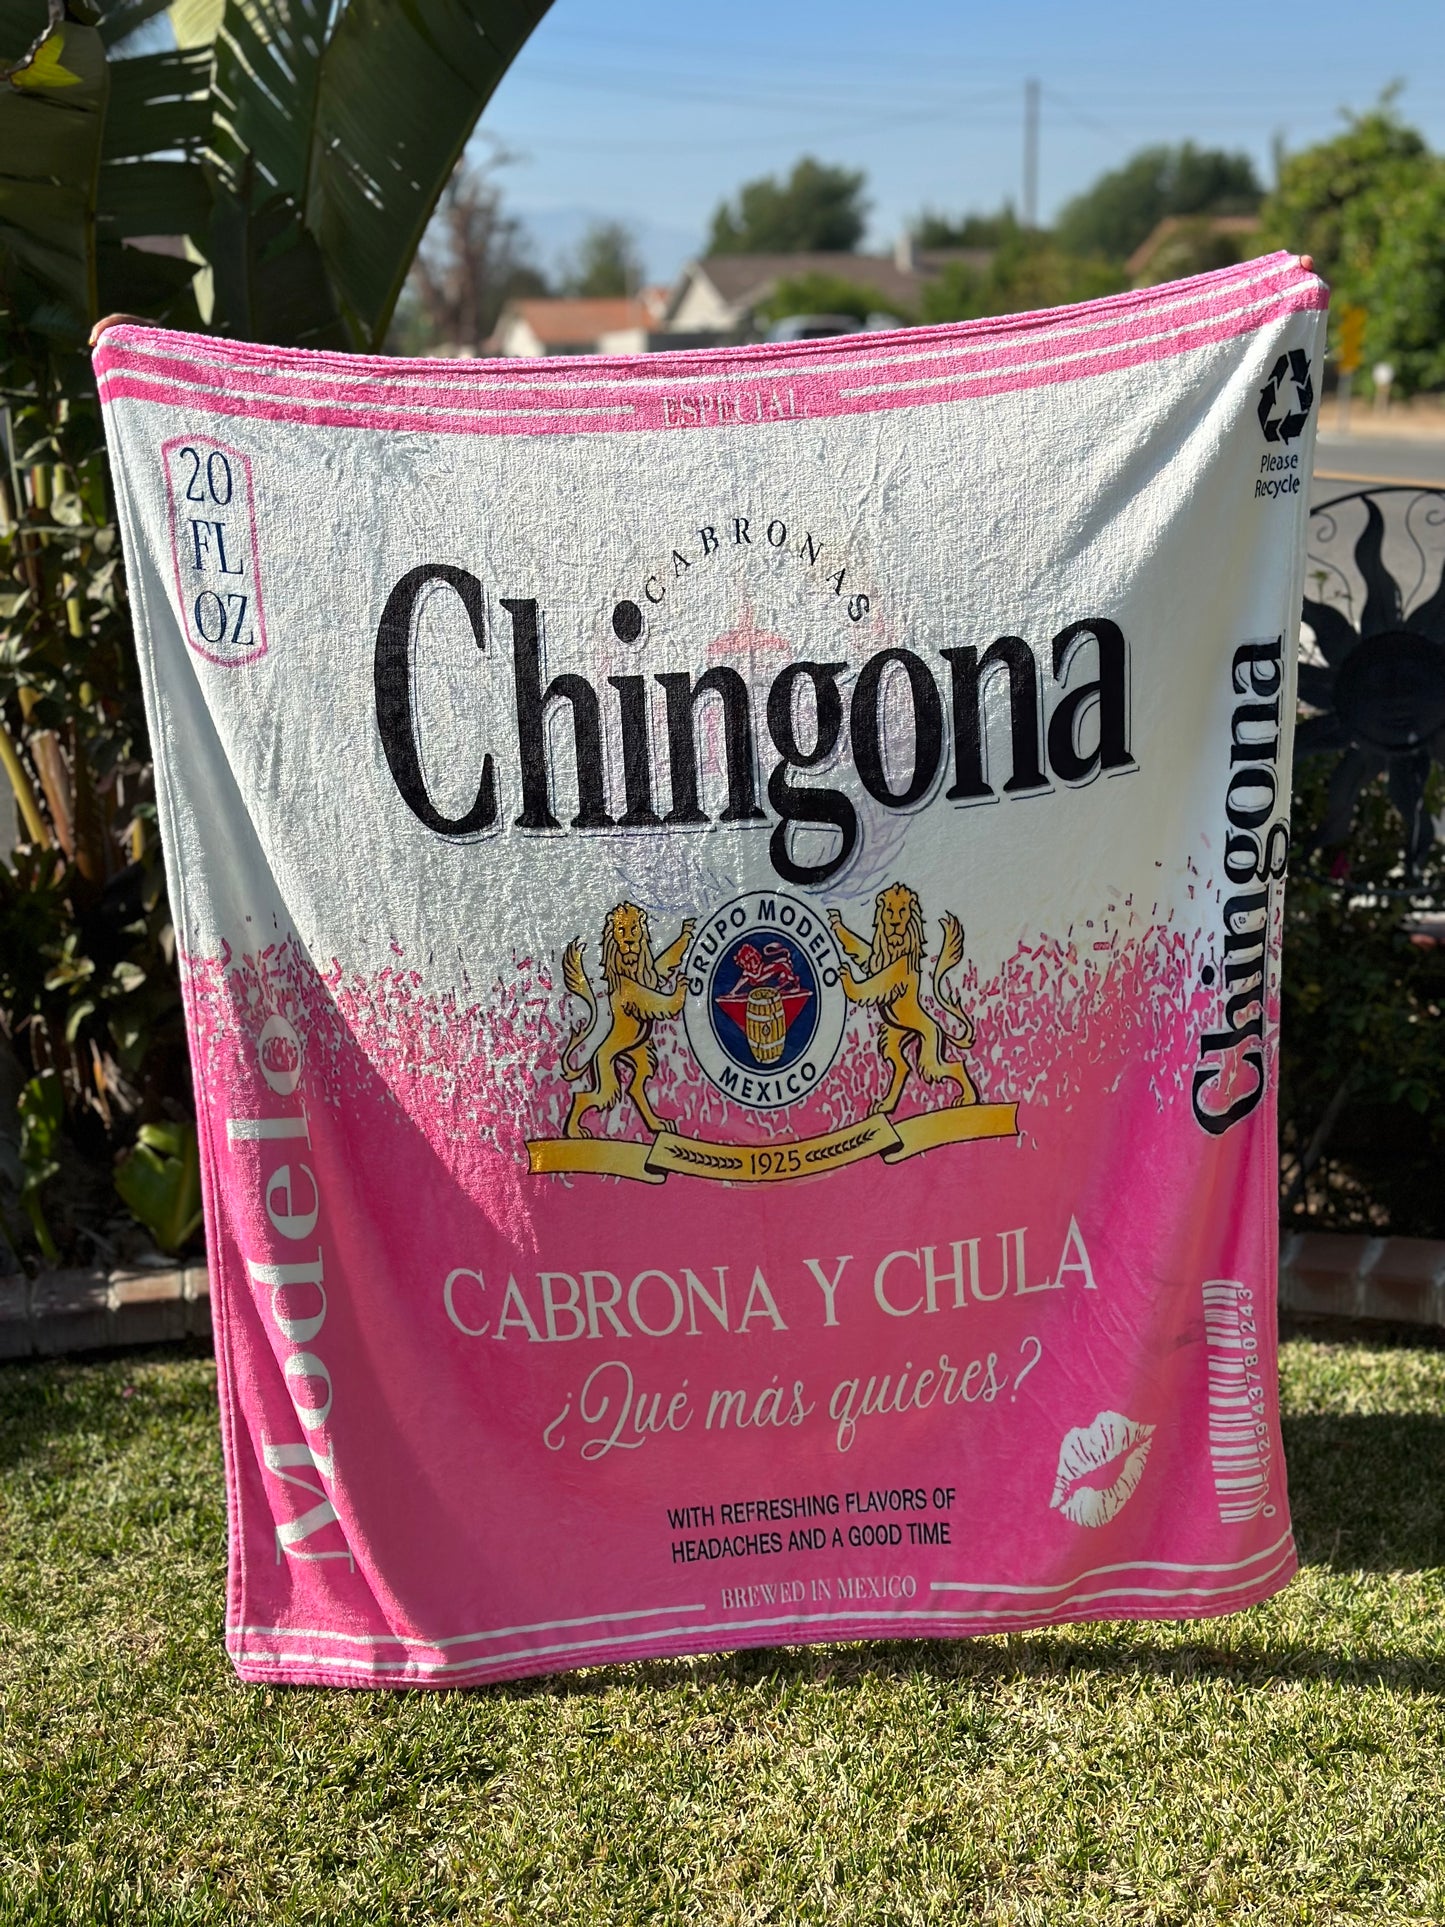 ESPECIAL
20
FL
OZ
Please
Recycle
CABRONAS
Chingona
Chingona
GRUPO MODELO
MEXICO
1925
Modelo
CABRONA Y CHULA
¿Qué más quieres?
WITH REFRESHING FLAVORS OF
HEADACHES AND A GOOD TIME
BREWED IN MEXICO